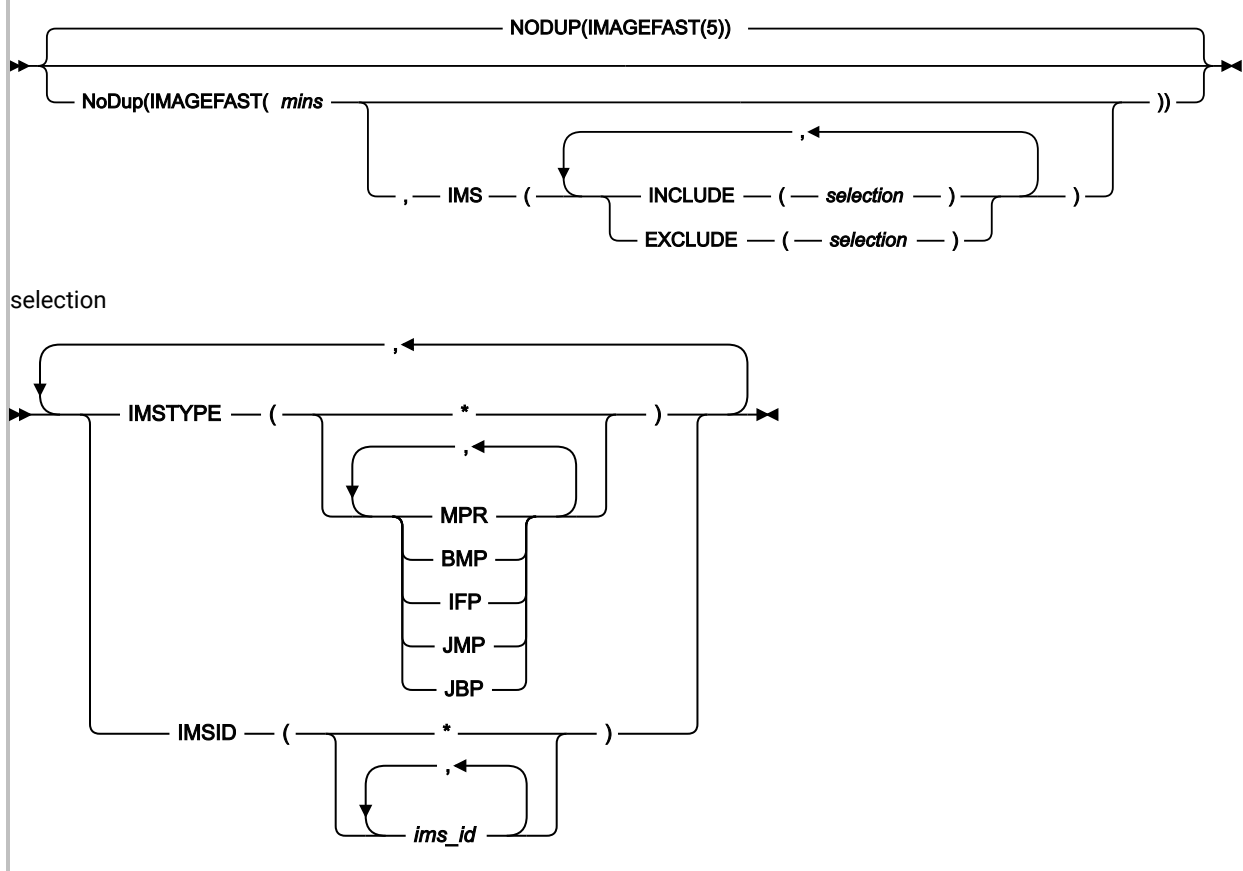 NODUP(IMAGEFAST(5))
NoDup(IMAGEFAST( mins ))
,
, IMS ( INCLUDE ( selection ) )
EXCLUDE ( selection )
selection
,
IMSTYPE ( * )
,
MPR
BMP
IFP
JMP
JBP
IMSID ( * )
,
ims_id